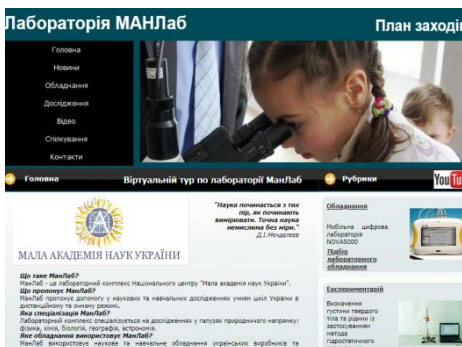 Лабораторія МАНЛаб
План заходів
Головна
Новини
Обладнання
Дослідження
Відео
Спілкування
Контакти
Головна
Віртуальний тур по лабораторії МанЛаб
Рубрики
You Tu
МАЛА АКАДЕМІЯ НАУК УКРАЇНИ
"Наука починається з тих
пір, як починають
вимірювати. Точна наука
немислима без міри."
Д.І.Менделеєв
Обладнання
Мобільна цифрова
лабораторія
NOVA5000
Підбір
лабораторного
обладнання
Експериментарій
Визначення
густини твердого
тіла та рідини із
застосуванням
метода
гідростатичного
Що таке МанЛаб?
МанЛаб - це лабораторний комплекс Національного центру "Мала академія наук України".
Що пропонує МанЛаб?
МанЛаб пропонує допомогу у наукових та навчальних дослідженнях учням шкіл України в
дистанційному та очному режимі.
Яка спеціалізація МанЛаб?
Лабораторний комплекс спеціалізується на дослідженнях у галузях природничого напрямку:
фізика, хімія, біологія, географія, астрономія.
Яке обладнання використовує МанЛаб?
МанЛаб використовує наукове та навчальне обладнання українських виробників та